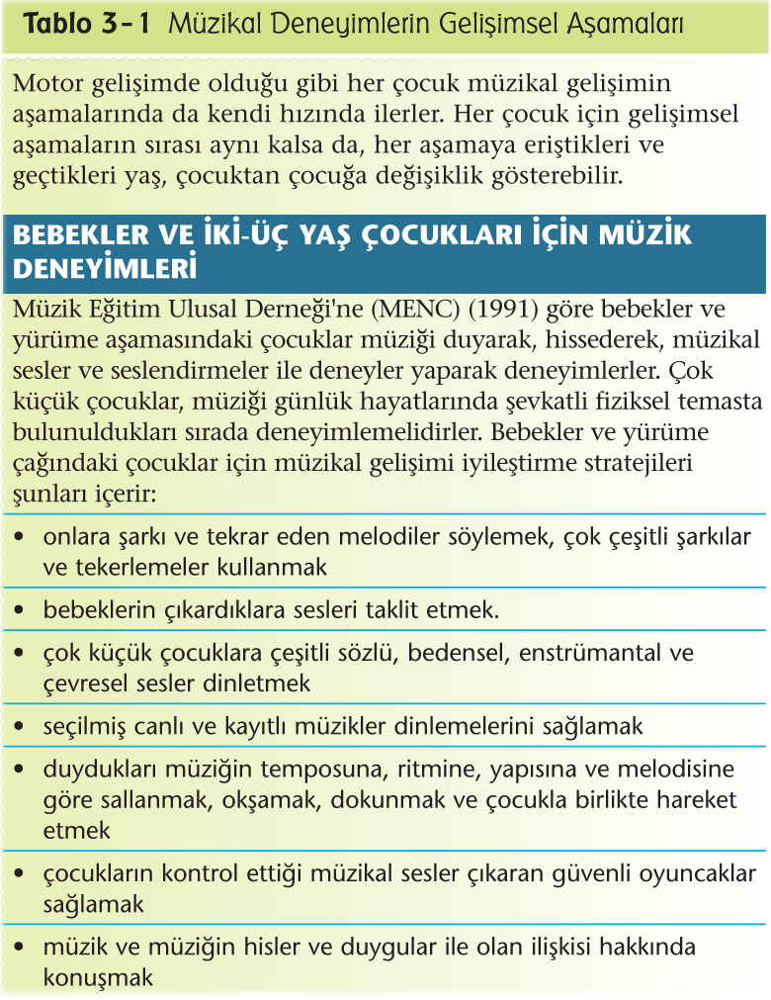 Tablo 3-1 Müzikal Deneyimlerin Gelişimsel Aşamaları
Motor gelişimde olduğu gibi her çocuk müzikal gelişimin
aşamalarında da kendi hızında ilerler. Her çocuk için gelişimsel
aşamaların sırası aynı kalsa da, her aşamaya eriştikleri ve
geçtikleri yaş, çocuktan çocuğa değişiklik gösterebilir.
BEBEKLER VE İKİ-ÜÇ YAŞ ÇOCUKLARI İÇİN MÜZİK
DENEYİMLERİ
Müzik Eğitim Ulusal Derneği'ne (MENC) (1991) göre bebekler ve
yürüme aşamasındaki çocuklar müziği duyarak, hissederek, müzikal
sesler ve seslendirmeler ile deneyler yaparak deneyimlerler. Çok
küçük çocuklar, müziği günlük hayatlarında şevkatli fiziksel temasta
bulunuldukları sırada deneyimlemelidirler. Bebekler ve yürüme
çağındaki çocuklar için müzikal gelişimi iyileştirme stratejileri
şunları içerir:
• onlara şarkı ve tekrar eden melodiler söylemek, çok çeşitli şarkılar
ve tekerlemeler kullanmak
• bebeklerin çıkardıklara sesleri taklit etmek.
• çok küçük çocuklara çeşitli sözlü, bedensel, enstrümantal ve
çevresel sesler dinletmek
• seçilmiş canlı ve kayıtlı müzikler dinlemelerini sağlamak
• duydukları müziğin temposuna, ritmine, yapısına ve melodisine
göre sallanmak, okşamak, dokunmak ve çocukla birlikte hareket
etmek
• çocukların kontrol ettiği müzikal sesler çıkaran güvenli oyuncaklar
sağlamak
• müzik ve müziğin hisler ve duygular ile olan ilişkisi hakkında
konuşmak